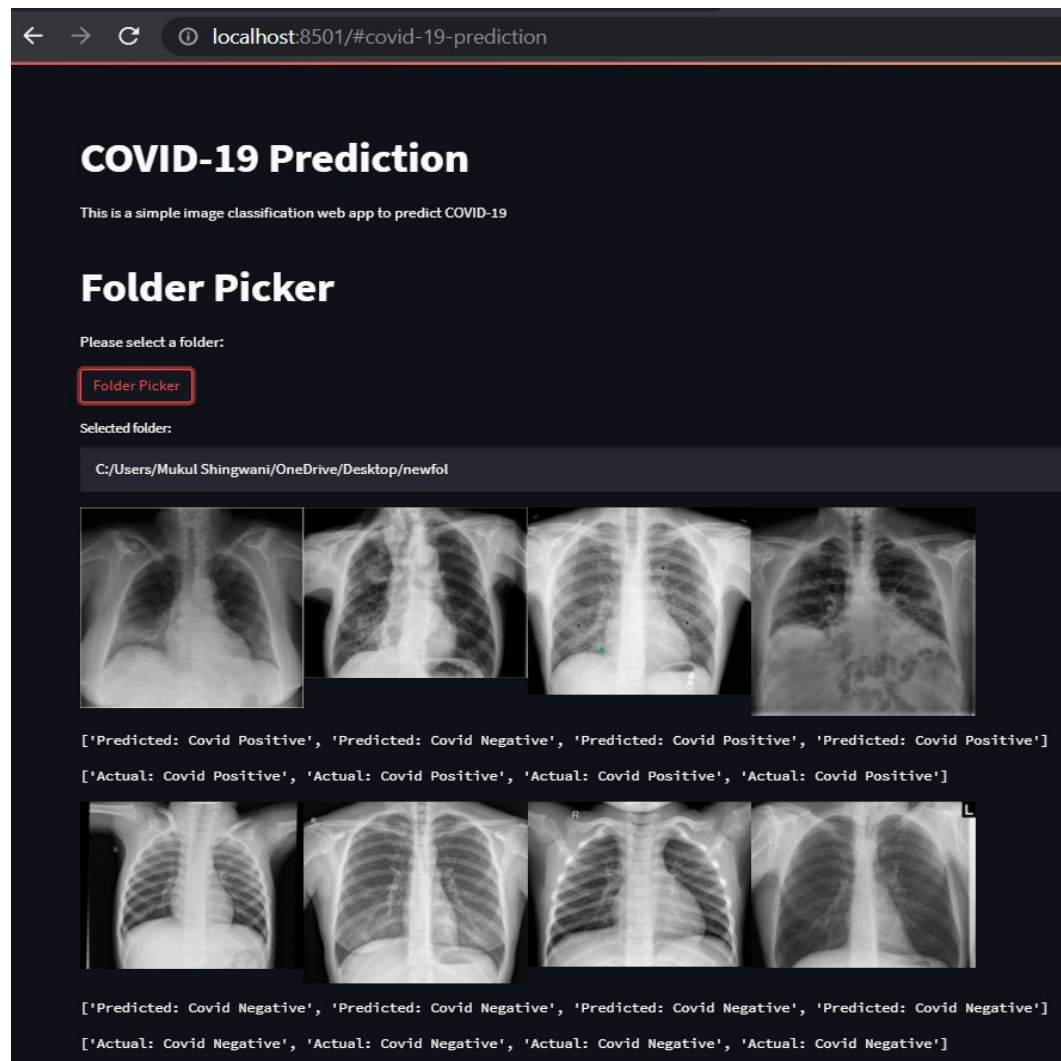 localhost:8501/#covid-19-prediction
COVID-19 Prediction
This is a simple image classification web app to predict COVID-19
Folder Picker
Please select a folder:
Folder Picker
Selected folder:
C:/Users/Mukul Shingwani/OneDrive/Desktop/newfol
['Predicted: Covid Positive', 'Predicted: Covid Negative', 'Predicted: Covid Positive', 'Predicted: Covid Positive']
['Actual: Covid Positive', 'Actual: Covid Positive', 'Actual: Covid Positive', 'Actual: Covid Positive']
R
R
L
['Predicted: Covid Negative', 'Predicted: Covid Negative', 'Predicted: Covid Negative', 'Predicted: Covid Negative']
['Actual: Covid Negative', 'Actual: Covid Negative', 'Actual: Covid Negative', 'Actual: Covid Negative']